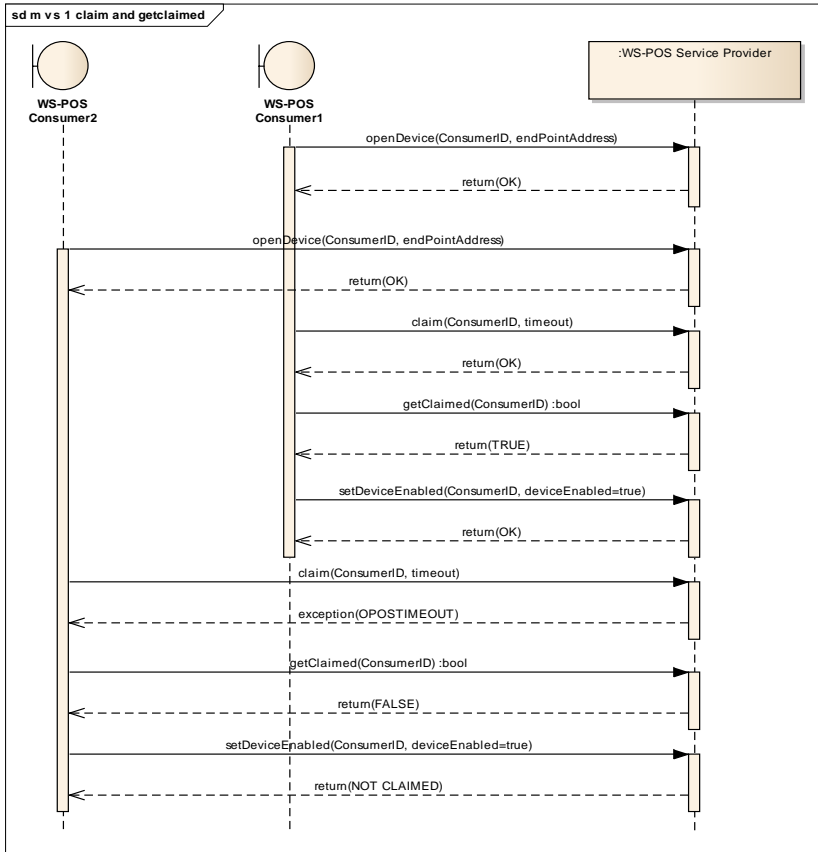 sd m v s 1 claim and getclaimed
WS-POS
Consumer2
WS-POS
Consumer1
:WS-POS Service Provider
openDevice(ConsumerID, endPointAddress)
return(OK)
openDevice(ConsumerID, endPointAddress)
return(OK)
claim(ConsumerID, timeout)
return(OK)
getClaimed(ConsumerID) :bool
return(TRUE)
setDeviceEnabled(ConsumerID, deviceEnabled=true)
return(OK)
claim(ConsumerID, timeout)
exception(OPOSTIMEOUT)
getClaimed(ConsumerID) :bool
return(FALSE)
setDeviceEnabled(ConsumerID, deviceEnabled=true)
return(NOT CLAIMED)